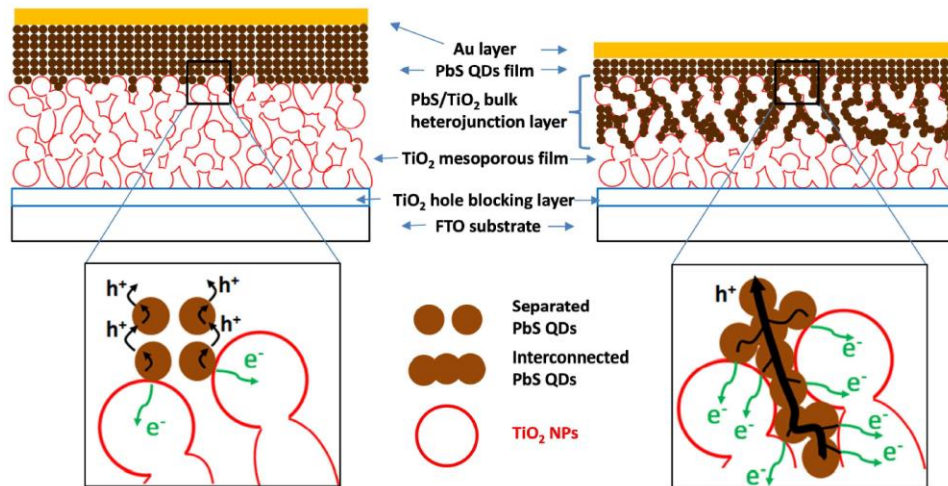 Au layer
PbS QDs film
PbS/TiO₂ bulk
heterojunction layer
TiO₂ mesoporous film
TiO₂ hole blocking layer
FTO substrate
h⁺
h⁺
h⁺
h⁺
e⁻
e⁻
Separated
PbS QDs
Interconnected
PbS QDs
TiO₂ NPs
h⁺
e⁻
e⁻
e⁻
e⁻
e⁻
e⁻
e⁻